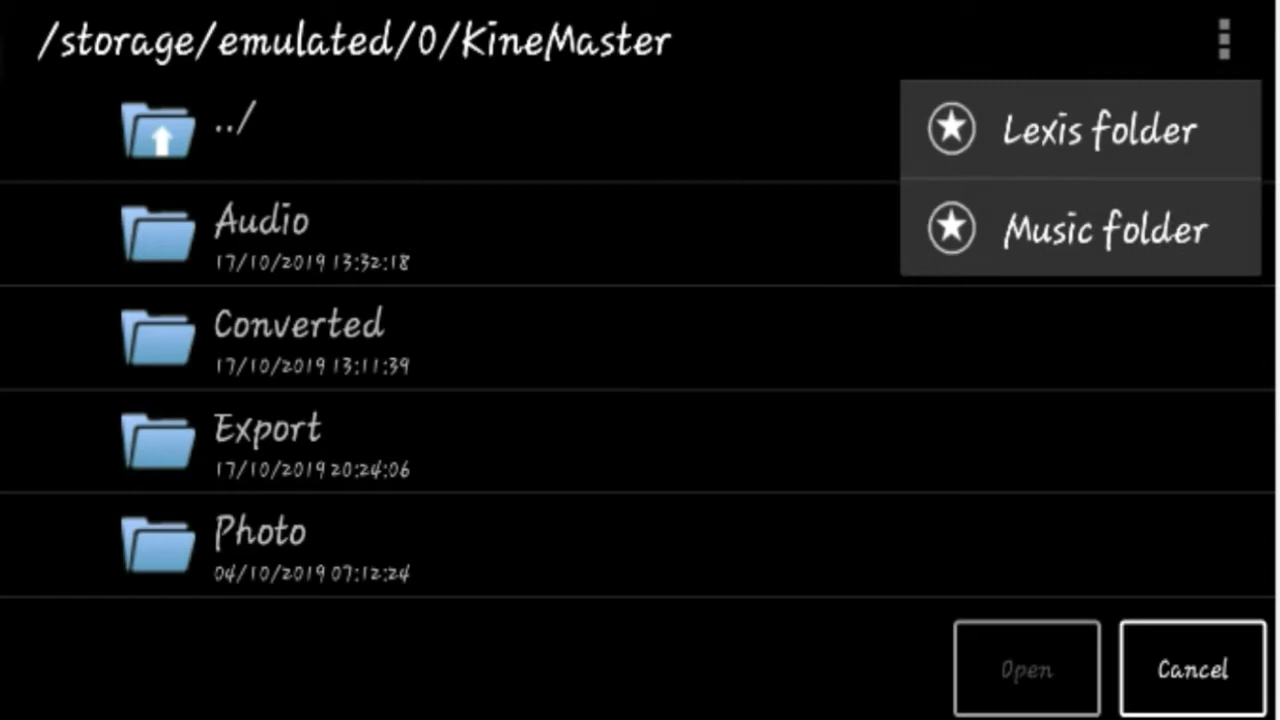 /storage/emulated/0/KineMaster
../
Lexis folder
Audio
17/10/2019 13:32:18
Music folder
Converted
17/10/2019 13:11:39
Export
17/10/2019 20:24:06
Photo
04/10/2019 07:12:24
Open
Cancel